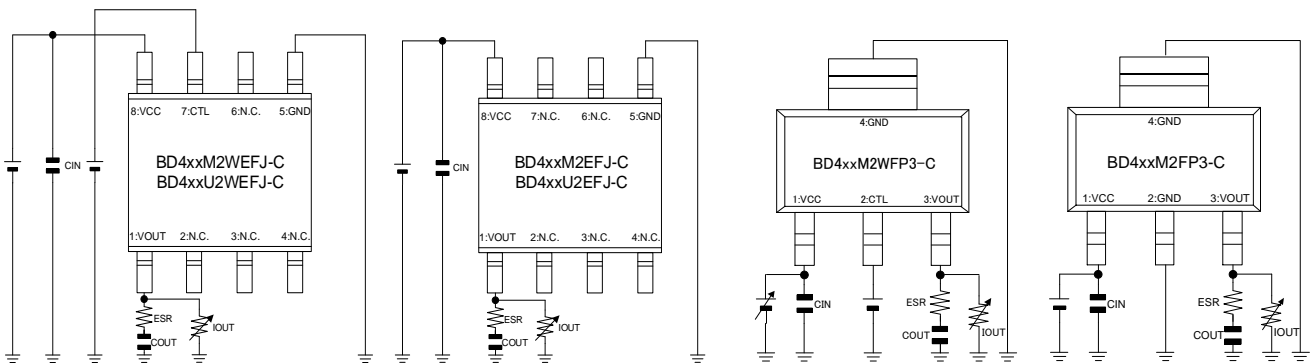 8:VCC 7:CTL 6:N.C. 5:GND
BD4xxM2WEFJ-C
BD4xxU2WEFJ-C
1:VOUT 2:N.C. 3:N.C. 4:N.C.
CIN
ESR
COUT
IOUT
8:VCC 7:N.C. 6:N.C. 5:GND
BD4xxM2EFJ-C
BD4xxU2EFJ-C
1:VOUT 2:N.C. 3:N.C. 4:N.C.
CIN
ESR
COUT
IOUT
4:GND
BD4xxM2WFP3-C
1:VCC 2:CTL 3:VOUT
CIN
ESR
COUT
IOUT
4:GND
BD4xxM2FP3-C
1:VCC 2:GND 3:VOUT
CIN
ESR
COUT
IOUT